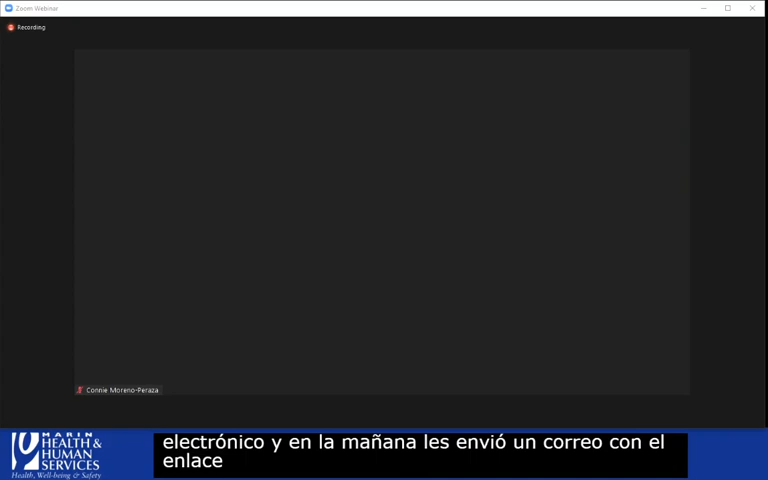 Zoom Webinar
Recording
Connie Moreno-Peraza
MARIN
HEALTH &
HUMAN
SERVICES
Health, Well-being & Safety
electrónico y en la mañana les envió un correo con el
enlace